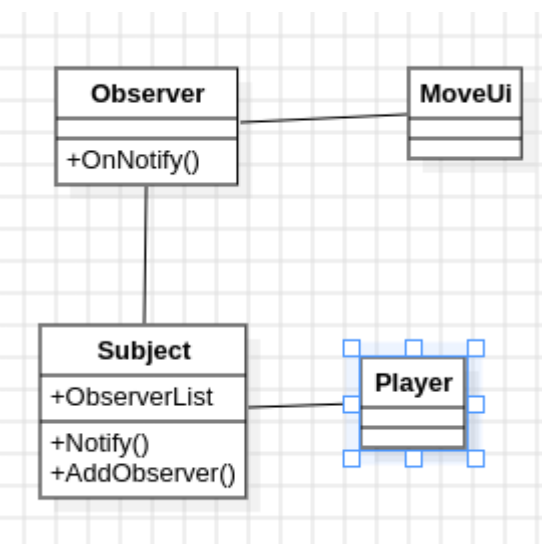 Observer
+OnNotify()
MoveUi
Subject
+ObserverList
+Notify()
+AddObserver()
Player